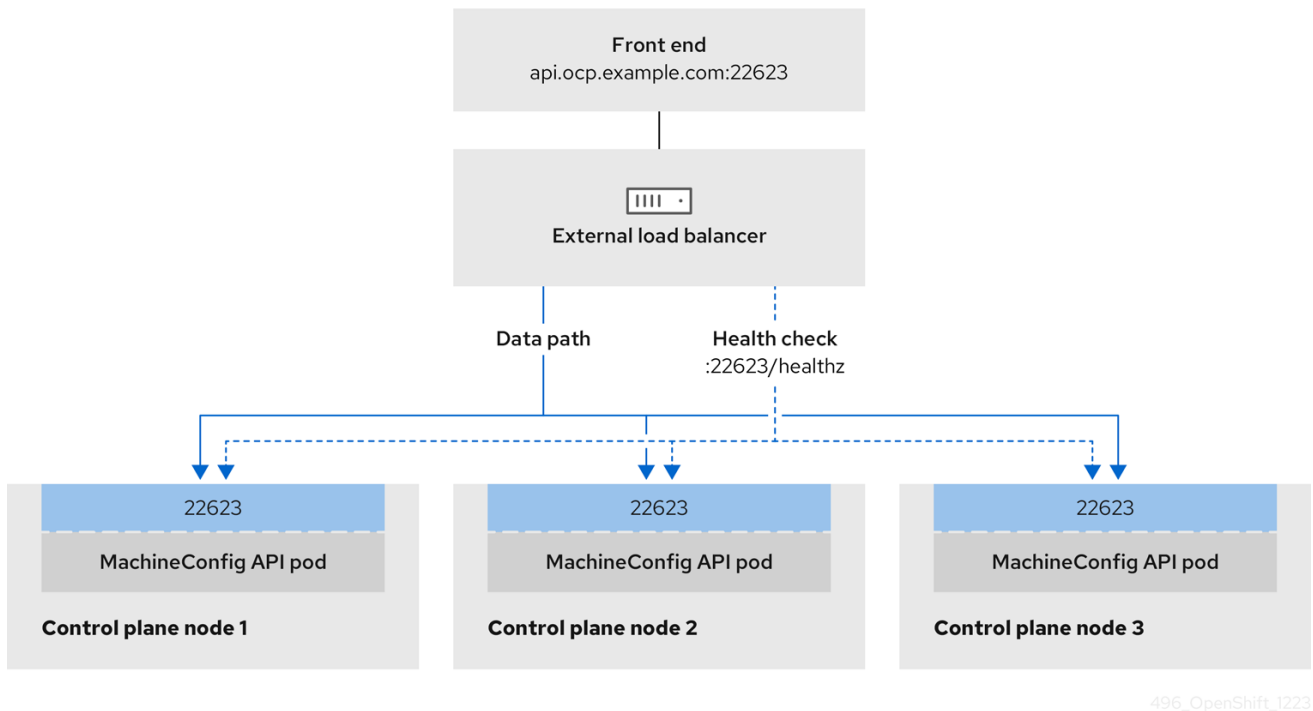 Front end
api.ocp.example.com:22623
External load balancer
Data path
Health check
:22623/healthz
22623
22623
22623
MachineConfig API pod
MachineConfig API pod
MachineConfig API pod
Control plane node 1
Control plane node 2
Control plane node 3
496_OpenShift_1223